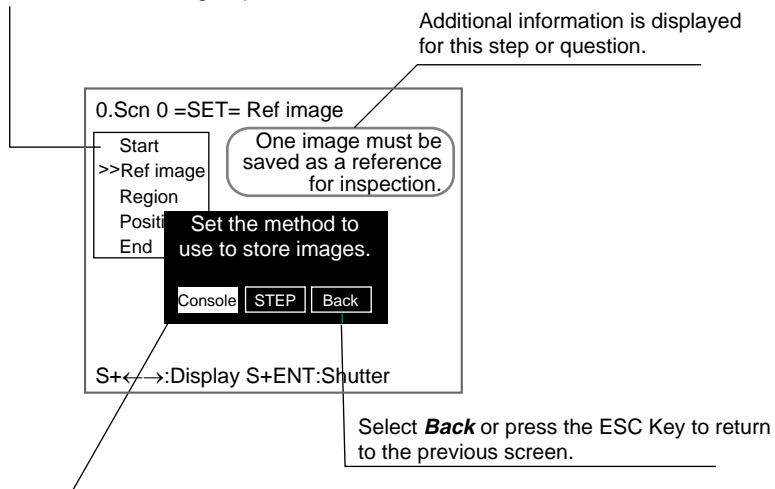 Additional information is displayed
for this step or question.
0.Scn 0 =SET= Ref image
Start
>>Ref image
Region
Positi
End
One image must be
saved as a reference
for inspection.
Set the method to
use to store images.
Console STEP Back
S+←→:Display S+ENT:Shutter
Select Back or press the ESC Key to return
to the previous screen.